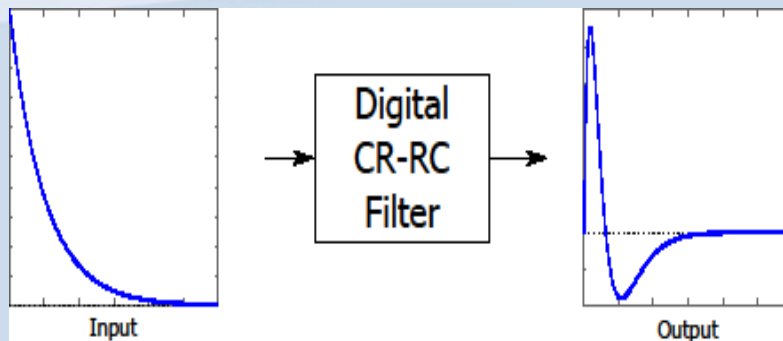 Digital
CR-RC
Filter
Input
Output